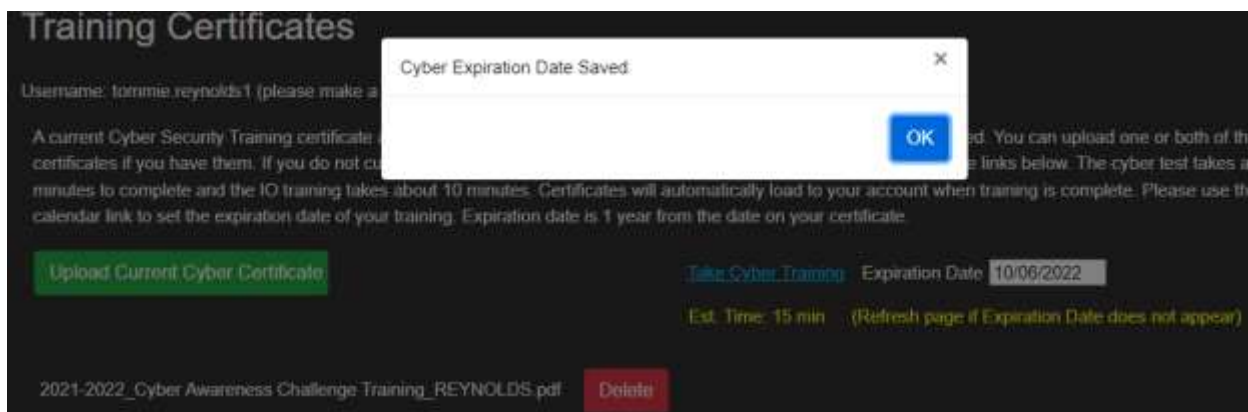 Training Certificates
Cyber Expiration Date Saved
×
Username: tommie.reynolds1 (please make a
OK
A current Cyber Security Training certificate
ed. You can upload one or both of th
certificates if you have them. If you do not cu
e links below. The cyber test takes a
minutes to complete and the IO training takes about 10 minutes. Certificates will automatically load to your account when training is complete. Please use th
calendar link to set the expiration date of your training. Expiration date is 1 year from the date on your certificate.
Upload Current Cyber Certificate
Take Cyber Training Expiration Date 10/06/2022
Est. Time: 15 min (Refresh page if Expiration Date does not appear)
2021-2022_Cyber Awareness Challenge Training_REYNOLDS.pdf Delete